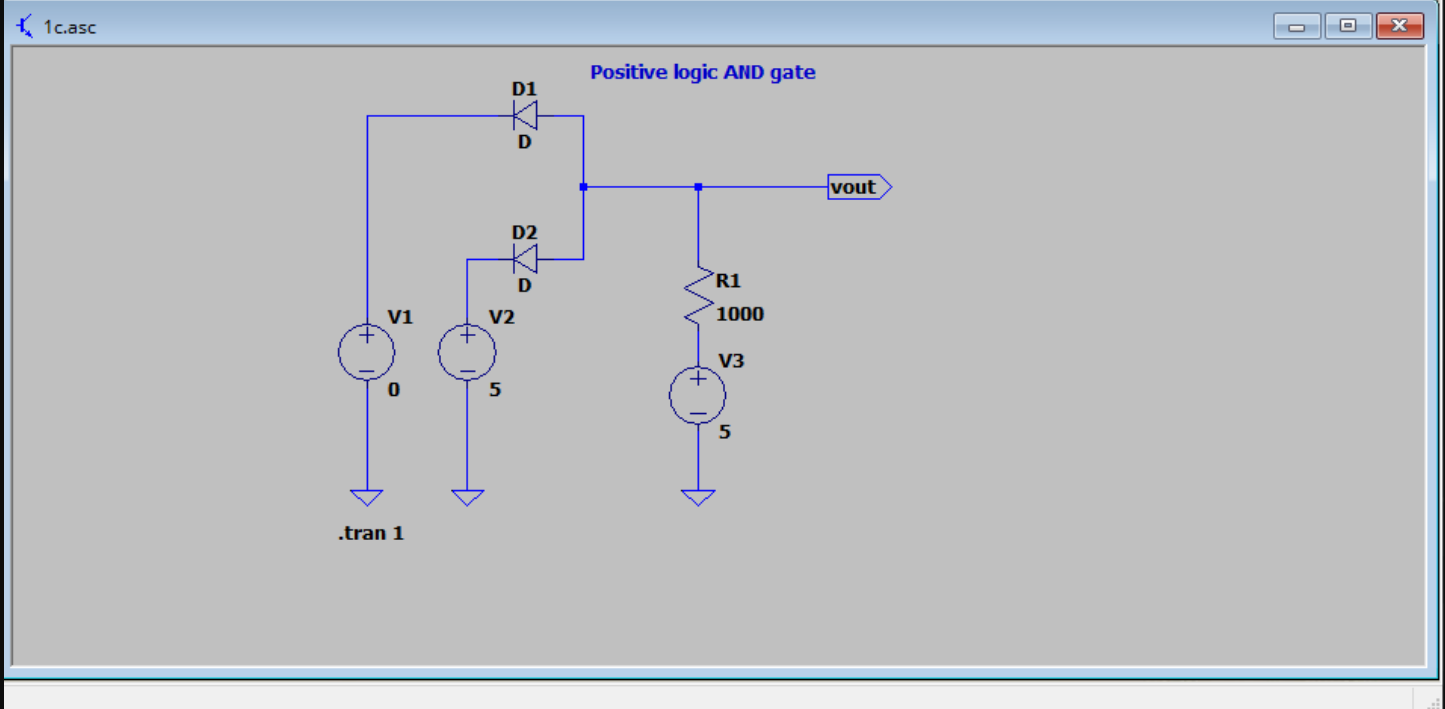 1c.asc
Positive logic AND gate
D1
D
vout
D2
D
R1
1000
V1
V2
V3
0
5
5
.tran 1